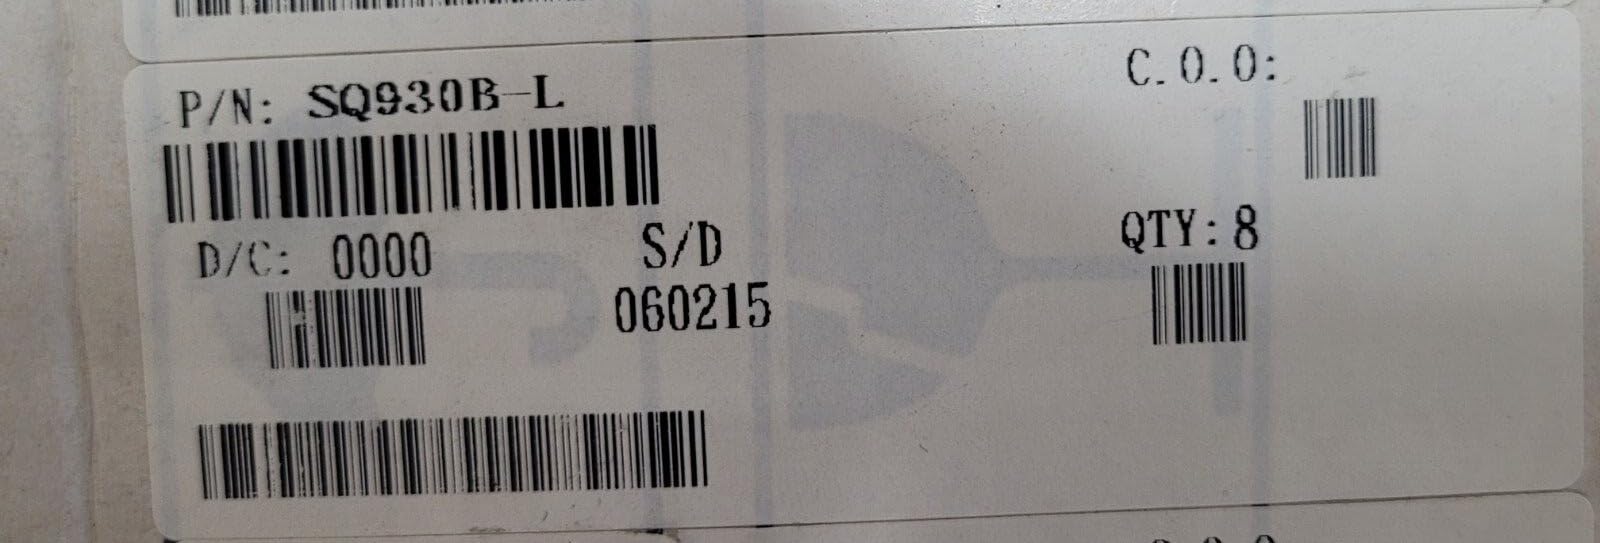 P/N: SQ930B-L
C.O.O:
D/C: 0000
S/D
060215
QTY: 8